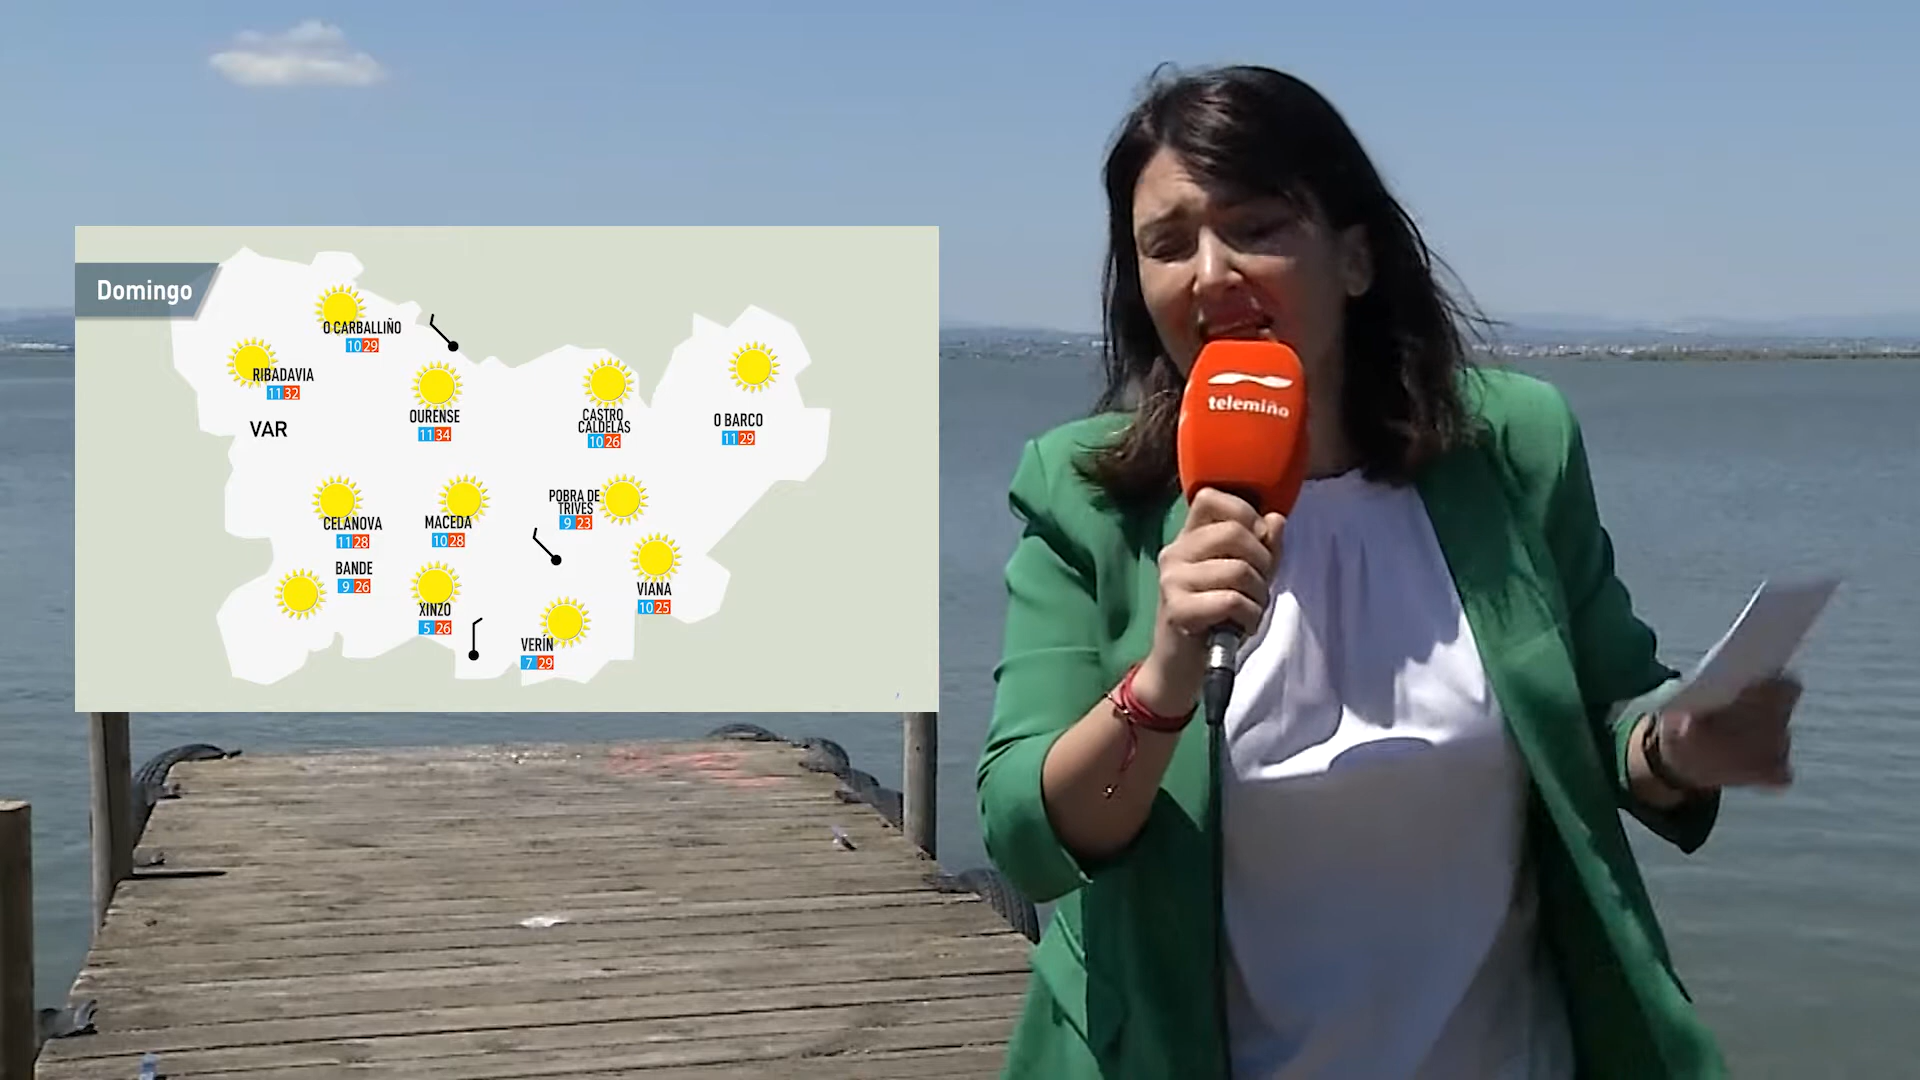 Domingo
O CARBALLIÑO
10 29
RIBADAVIA
11 32
VAR
OURENSE
11 34
CASTRO
CALDELAS
10 26
O BARCO
11 29
CELANOVA
11 28
MACEDA
10 28
POBRA DE
TRIVES
9 23
BANDE
9 26
XINZO
5 26
VIANA
10 25
VERÍN
7 29
telemiño